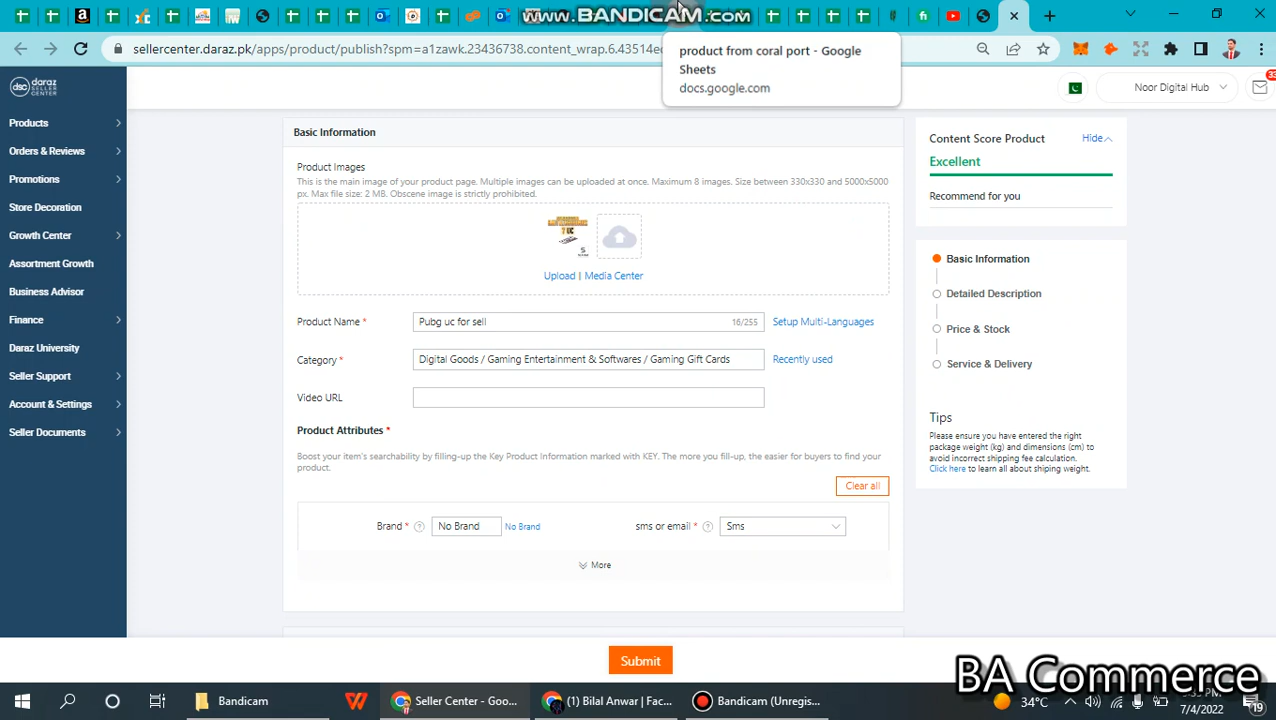 WWW.BANDICAM.COM
sellercenter.daraz.pk/apps/product/publish?spm=a1zawk.23436738.content_wrap.6.43514e
product from coral port - Google
Sheets
docs.google.com
dsc daraz SELLER CENTER
Noor Digital Hub
33
Products
Orders & Reviews
Promotions
Store Decoration
Growth Center
Assortment Growth
Business Advisor
Finance
Daraz University
Seller Support
Account & Settings
Seller Documents
Basic Information
Product Images
This is the main image of your product page. Multiple images can be uploaded at once. Maximum 8 images. Size between 330x330 and 5000x5000
px. Max file size: 2 MB. Obscene image is strictly prohibited.
7 UC
Upload | Media Center
Product Name * Pubg uc for sell 16/255 Setup Multi-Languages
Category * Digital Goods / Gaming Entertainment & Softwares / Gaming Gift Cards Recently used
Video URL
Product Attributes *
Boost your item's searchability by filling-up the Key Product Information marked with KEY. The more you fill-up, the easier for buyers to find your
product.
Clear all
Brand * ? No Brand No Brand sms or email * ? Sms
More
Submit
Content Score Product Hide
Excellent
Recommend for you
Basic Information
Detailed Description
Price & Stock
Service & Delivery
Tips
Please ensure you have entered the right
package weight (kg) and dimensions (cm) to
avoid incorrect shipping fee calculation.
Click here to learn all about shiping weight.
BA Commerce
Bandicam
Seller Center - Goo...
(1) Bilal Anwar | Fac...
Bandicam (Unregis...
34°C
7/4/2022
19